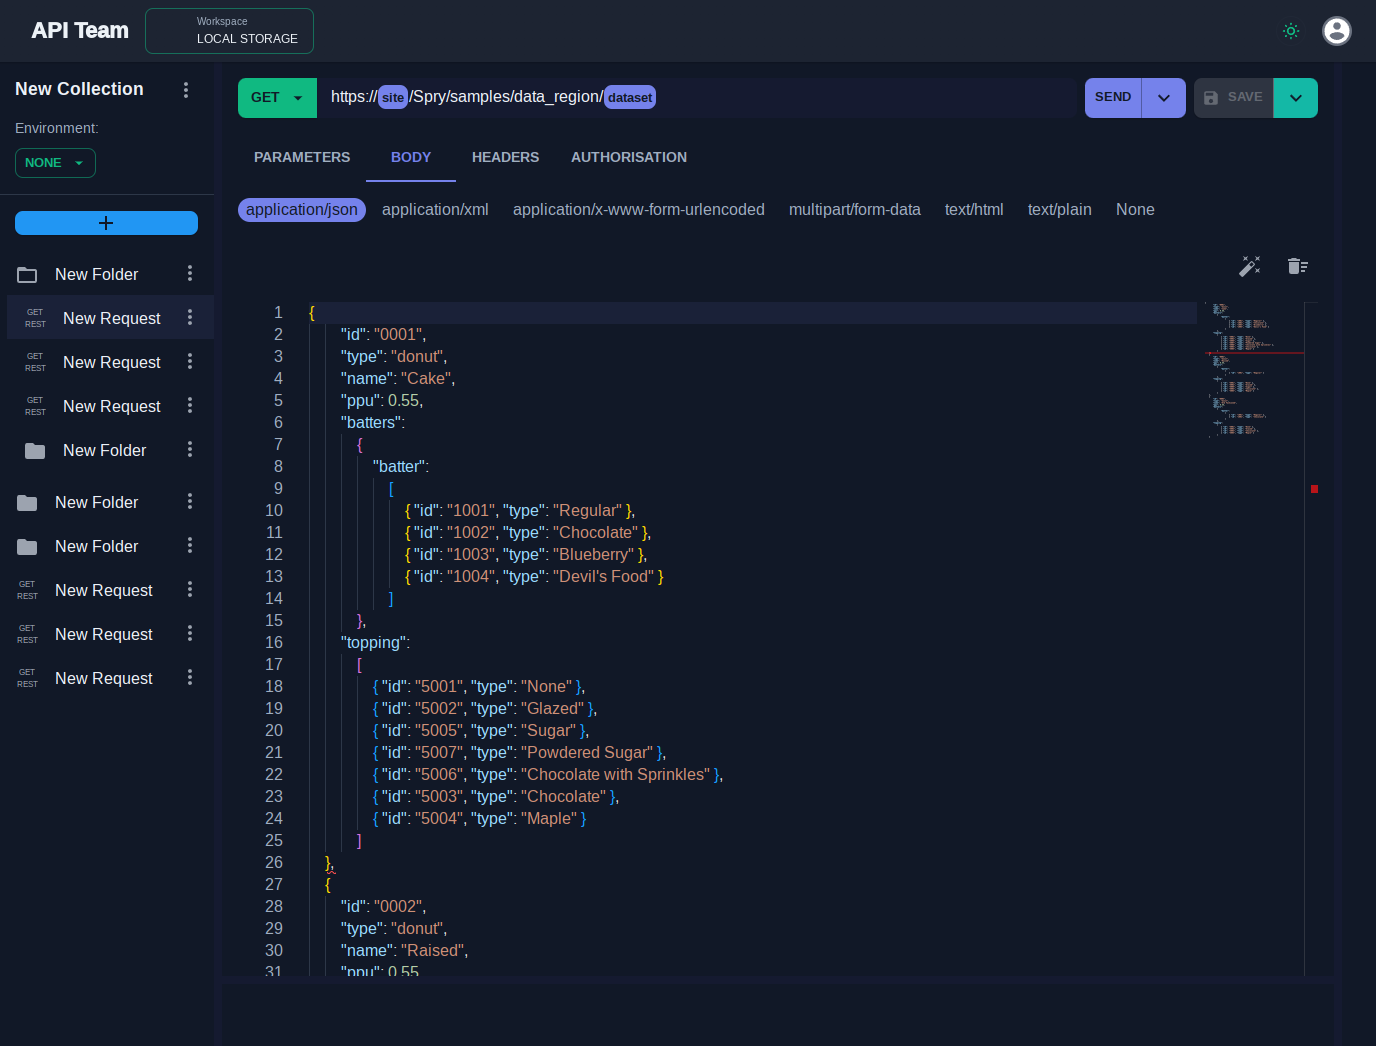 API Team
Workspace
LOCAL STORAGE
New Collection
Environment:
NONE
New Folder
GET
REST
New Request
GET
REST
New Request
GET
REST
New Request
New Folder
New Folder
New Folder
GET
REST
New Request
GET
REST
New Request
GET
REST
New Request
GET
https://site/Spry/samples/data_region/dataset
SEND
SAVE
PARAMETERS BODY HEADERS AUTHORISATION
application/json application/xml application/x-www-form-urlencoded multipart/form-data text/html text/plain None
1 {
2 "id": "0001",
3 "type": "donut",
4 "name": "Cake",
5 "ppu": 0.55,
6 "batters":
7 {
8 "batter":
9 [
10 { "id": "1001", "type": "Regular" },
11 { "id": "1002", "type": "Chocolate" },
12 { "id": "1003", "type": "Blueberry" },
13 { "id": "1004", "type": "Devil's Food" }
14 ]
15 },
16 "topping":
17 [
18 { "id": "5001", "type": "None" },
19 { "id": "5002", "type": "Glazed" },
20 { "id": "5005", "type": "Sugar" },
21 { "id": "5007", "type": "Powdered Sugar" },
22 { "id": "5006", "type": "Chocolate with Sprinkles" },
23 { "id": "5003", "type": "Chocolate" },
24 { "id": "5004", "type": "Maple" }
25 ]
26 },
27 {
28 "id": "0002",
29 "type": "donut",
30 "name": "Raised",
31 "ppu": 0.55